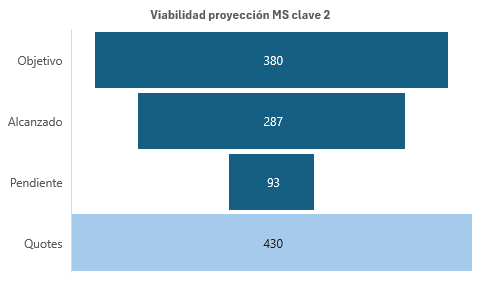 Viabilidad proyección MS clave 2
Objetivo 380
Alcanzado 287
Pendiente 93
Quotes 430